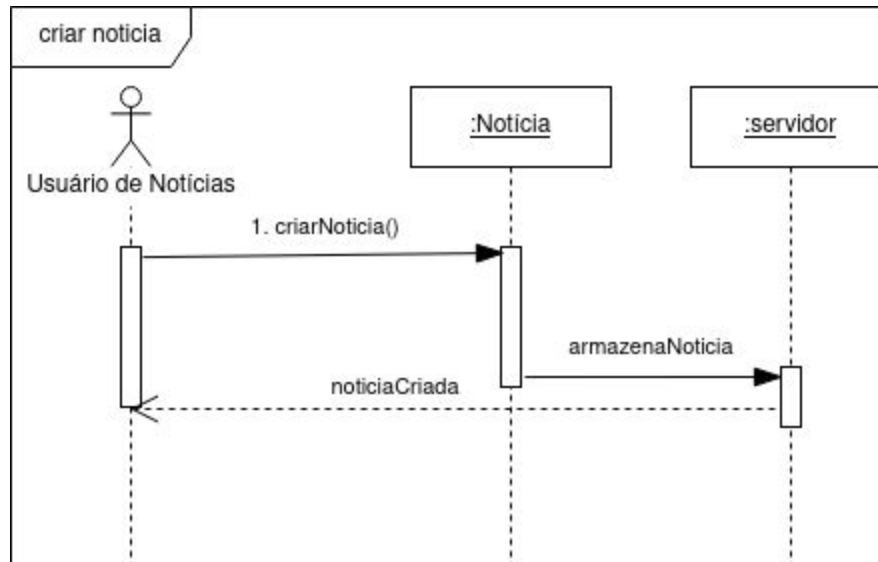 criar noticia
:Notícia
:servidor
Usuário de Notícias
1. criarNoticia()
armazenaNoticia
noticiaCriada